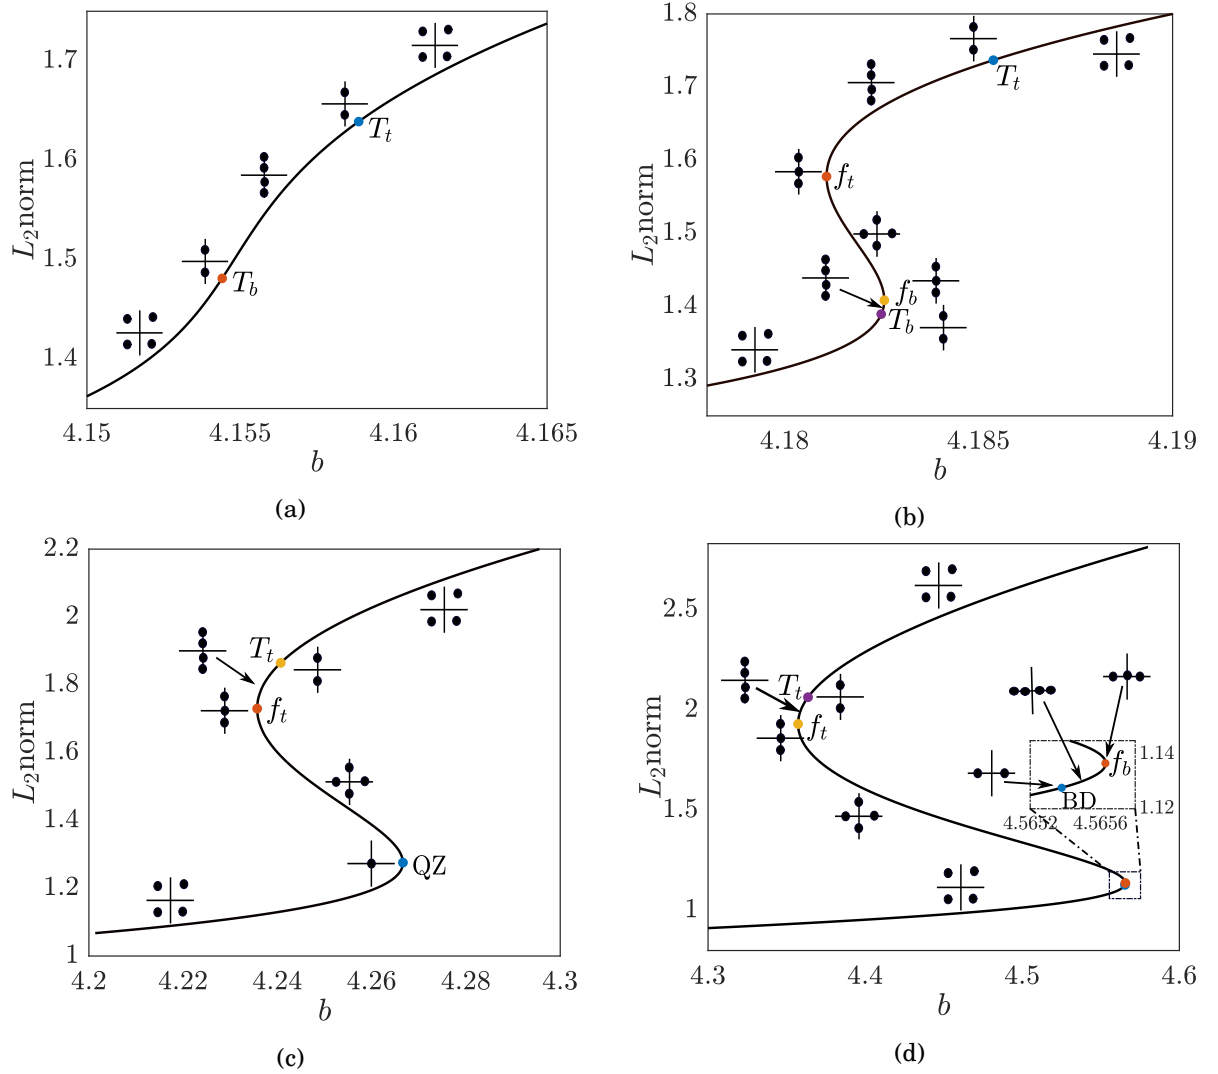 1.7
1.6
1.5
1.4
L₂norm
T_t
T_b
4.15 4.155 4.16 4.165
b
(a)
1.8
1.7
1.6
1.5
1.4
1.3
L₂norm
T_t
f_t
f_b
T_b
4.18 4.185 4.19
b
(b)
2.2
2
1.8
1.6
1.4
1.2
1
L₂norm
T_t
f_t
QZ
4.2 4.22 4.24 4.26 4.28 4.3
b
(c)
2.5
2
1.5
1
L₂norm
T_t
f_t
1.14
f_b
BD
1.12
4.5652 4.5656
4.3 4.4 4.5 4.6
b
(d)